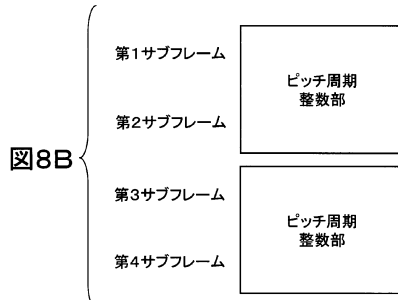 第1サブフレーム
ピッチ周期
整数部
第2サブフレーム
図8B
第3サブフレーム
ピッチ周期
整数部
第4サブフレーム